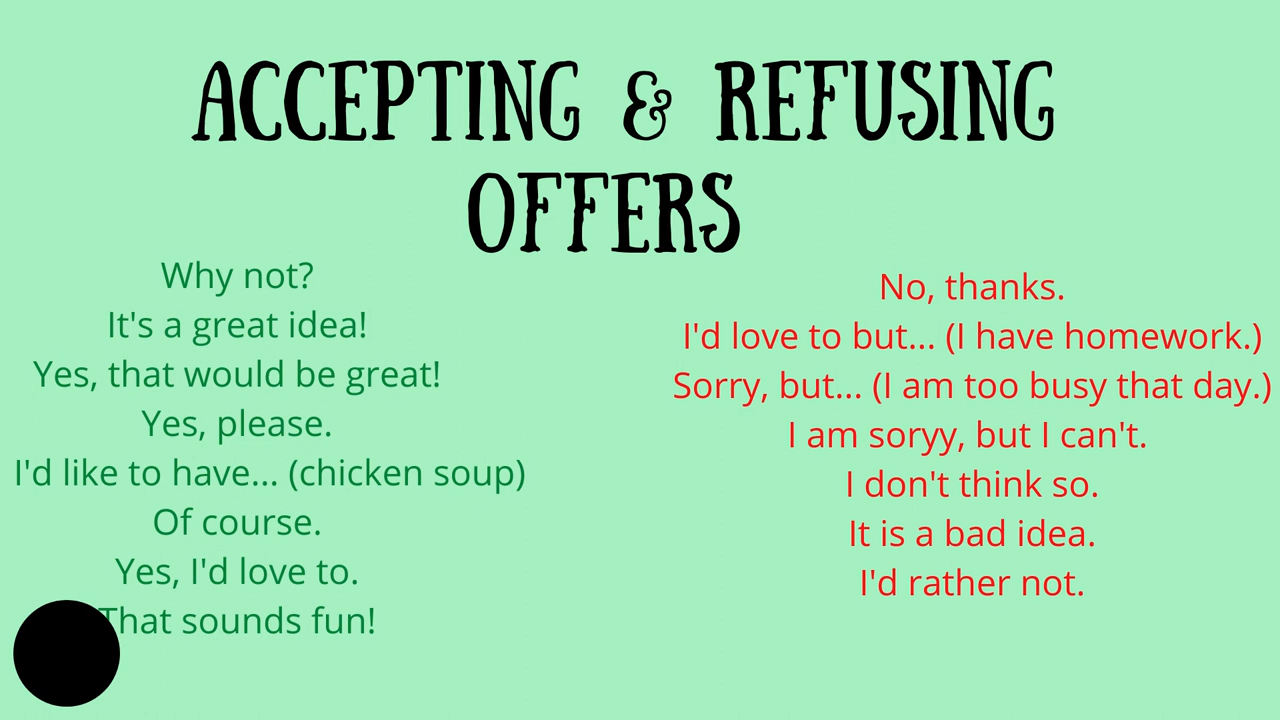 ACCEPTING & REFUSING
OFFERS
Why not?
It's a great idea!
Yes, that would be great!
Yes, please.
I'd like to have... (chicken soup)
Of course.
Yes, I'd love to.
That sounds fun!
No, thanks.
I'd love to but... (I have homework.)
Sorry, but... (I am too busy that day.)
I am soryy, but I can't.
I don't think so.
It is a bad idea.
I'd rather not.